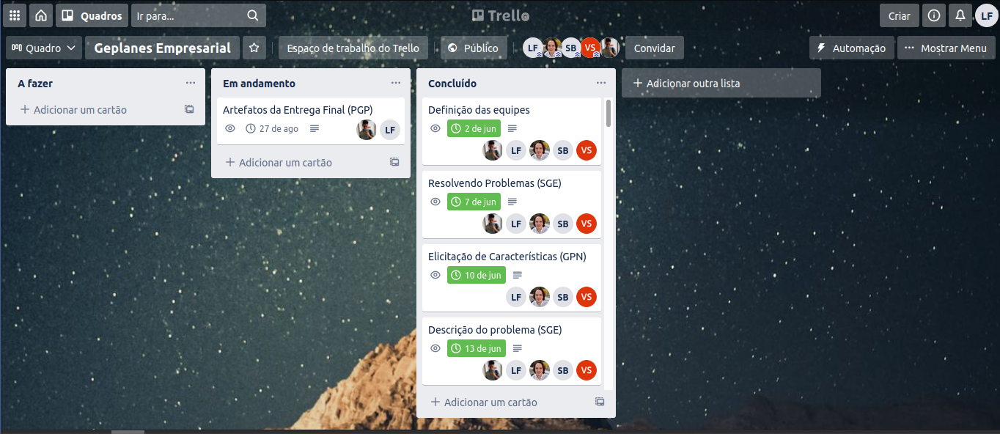 Quadros
Ir para...
Trello
Criar
LF
Quadro
Geplanes Empresarial
Espaço de trabalho do Trello
Público
LF
SB
VS
Convidar
Automação
Mostrar Menu
A fazer
Adicionar um cartão
Em andamento
Artefatos da Entrega Final (PGP)
27 de ago
LF
Adicionar um cartão
Concluído
Definição das equipes
2 de jun
LF SB VS
Resolvendo Problemas (SGE)
7 de jun
LF SB VS
Elicitação de Características (GPN)
10 de jun
LF SB VS
Descrição do problema (SGE)
13 de jun
LF SB VS
Adicionar um cartão
Adicionar outra lista